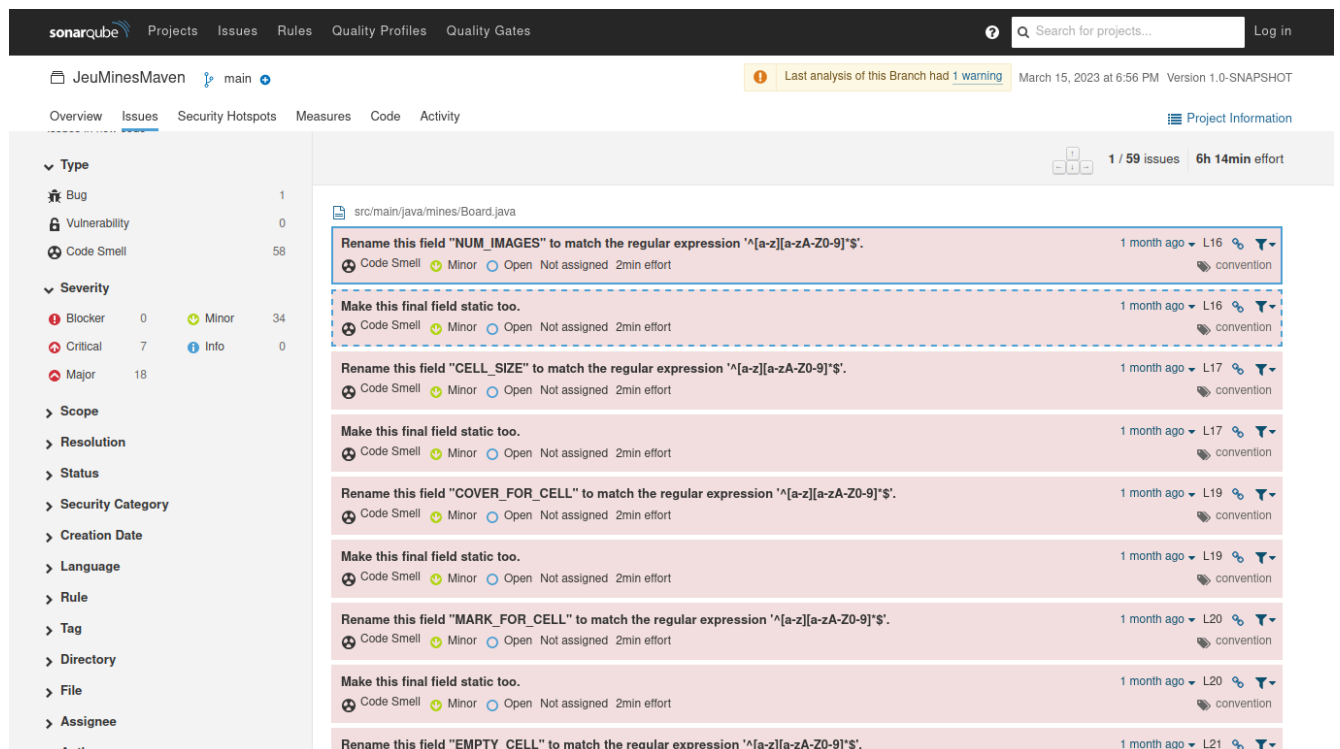 sonarqube Projects Issues Rules Quality Profiles Quality Gates ? Search for projects... Log in
JeuMinesMaven main Last analysis of this Branch had 1 warning March 15, 2023 at 6:56 PM Version 1.0-SNAPSHOT
Overview Issues Security Hotspots Measures Code Activity Project Information
Type
Bug 1
Vulnerability 0
Code Smell 58
Severity
Blocker 0 Minor 34
Critical 7 Info 0
Major 18
Scope
Resolution
Status
Security Category
Creation Date
Language
Rule
Tag
Directory
File
Assignee
1 / 59 issues 6h 14min effort
src/main/java/mines/Board.java
Rename this field "NUM_IMAGES" to match the regular expression '^[a-z][a-zA-Z0-9]*$'. 1 month ago L16
Code Smell Minor Open Not assigned 2min effort convention
Make this final field static too. 1 month ago L16
Code Smell Minor Open Not assigned 2min effort convention
Rename this field "CELL_SIZE" to match the regular expression '^[a-z][a-zA-Z0-9]*$'. 1 month ago L17
Code Smell Minor Open Not assigned 2min effort convention
Make this final field static too. 1 month ago L17
Code Smell Minor Open Not assigned 2min effort convention
Rename this field "COVER_FOR_CELL" to match the regular expression '^[a-z][a-zA-Z0-9]*$'. 1 month ago L19
Code Smell Minor Open Not assigned 2min effort convention
Make this final field static too. 1 month ago L19
Code Smell Minor Open Not assigned 2min effort convention
Rename this field "MARK_FOR_CELL" to match the regular expression '^[a-z][a-zA-Z0-9]*$'. 1 month ago L20
Code Smell Minor Open Not assigned 2min effort convention
Make this final field static too. 1 month ago L20
Code Smell Minor Open Not assigned 2min effort convention
Rename this field "EMPTY_CELL" to match the regular expression '^[a-z][a-zA-Z0-9]*$'. 1 month ago L21